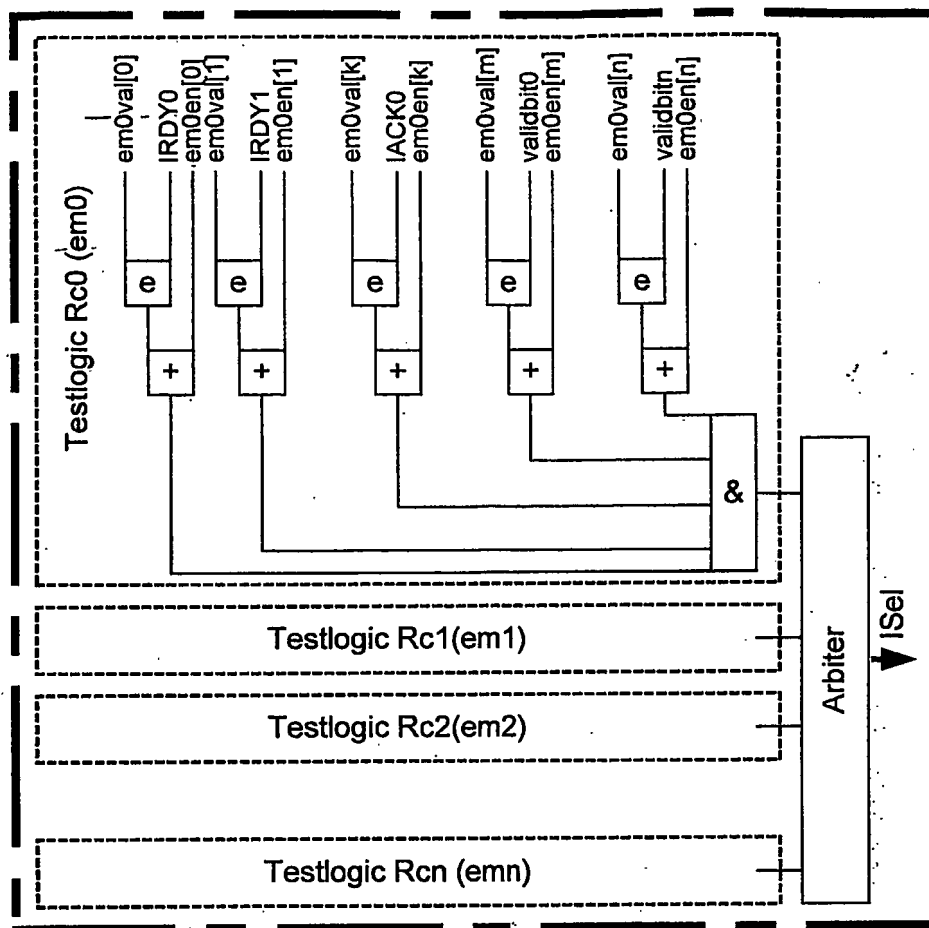 Testlogic Rc0 (em0)
em0val[0]
IRDY0
em0en[0]
em0val[1]
IRDY1
em0en[1]
em0val[k]
IACK0
em0en[k]
em0val[m]
validbit0
em0en[m]
em0val[n]
validbitn
em0en[n]
e
e
e
e
e
+
+
+
+
+
&
Testlogic Rc1(em1)
Testlogic Rc2(em2)
Testlogic Rcn (emn)
Arbiter
ISel